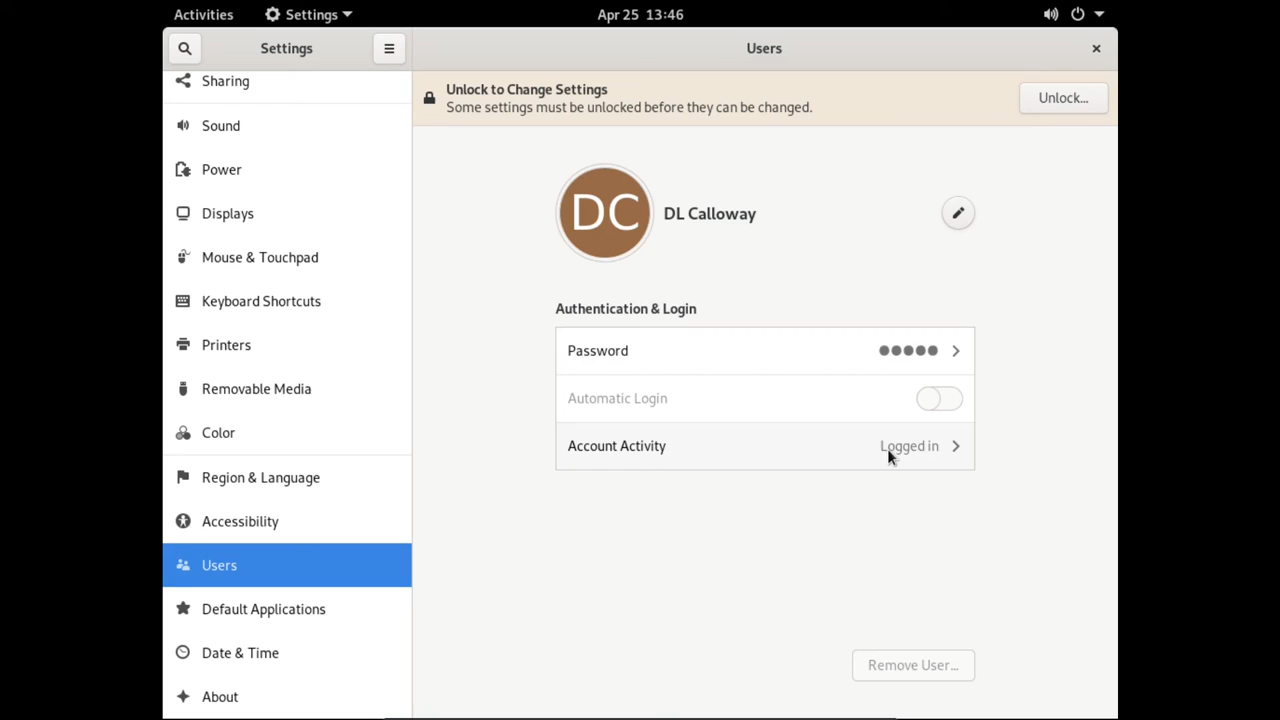 Activities
Settings
Apr 25 13:46
Settings
Users
Unlock to Change Settings
Some settings must be unlocked before they can be changed.
Unlock...
Sharing
Sound
Power
Displays
Mouse & Touchpad
Keyboard Shortcuts
Printers
Removable Media
Color
Region & Language
Accessibility
Users
Default Applications
Date & Time
About
DC
DL Calloway
Authentication & Login
Password
Automatic Login
Account Activity Logged in
Remove User...